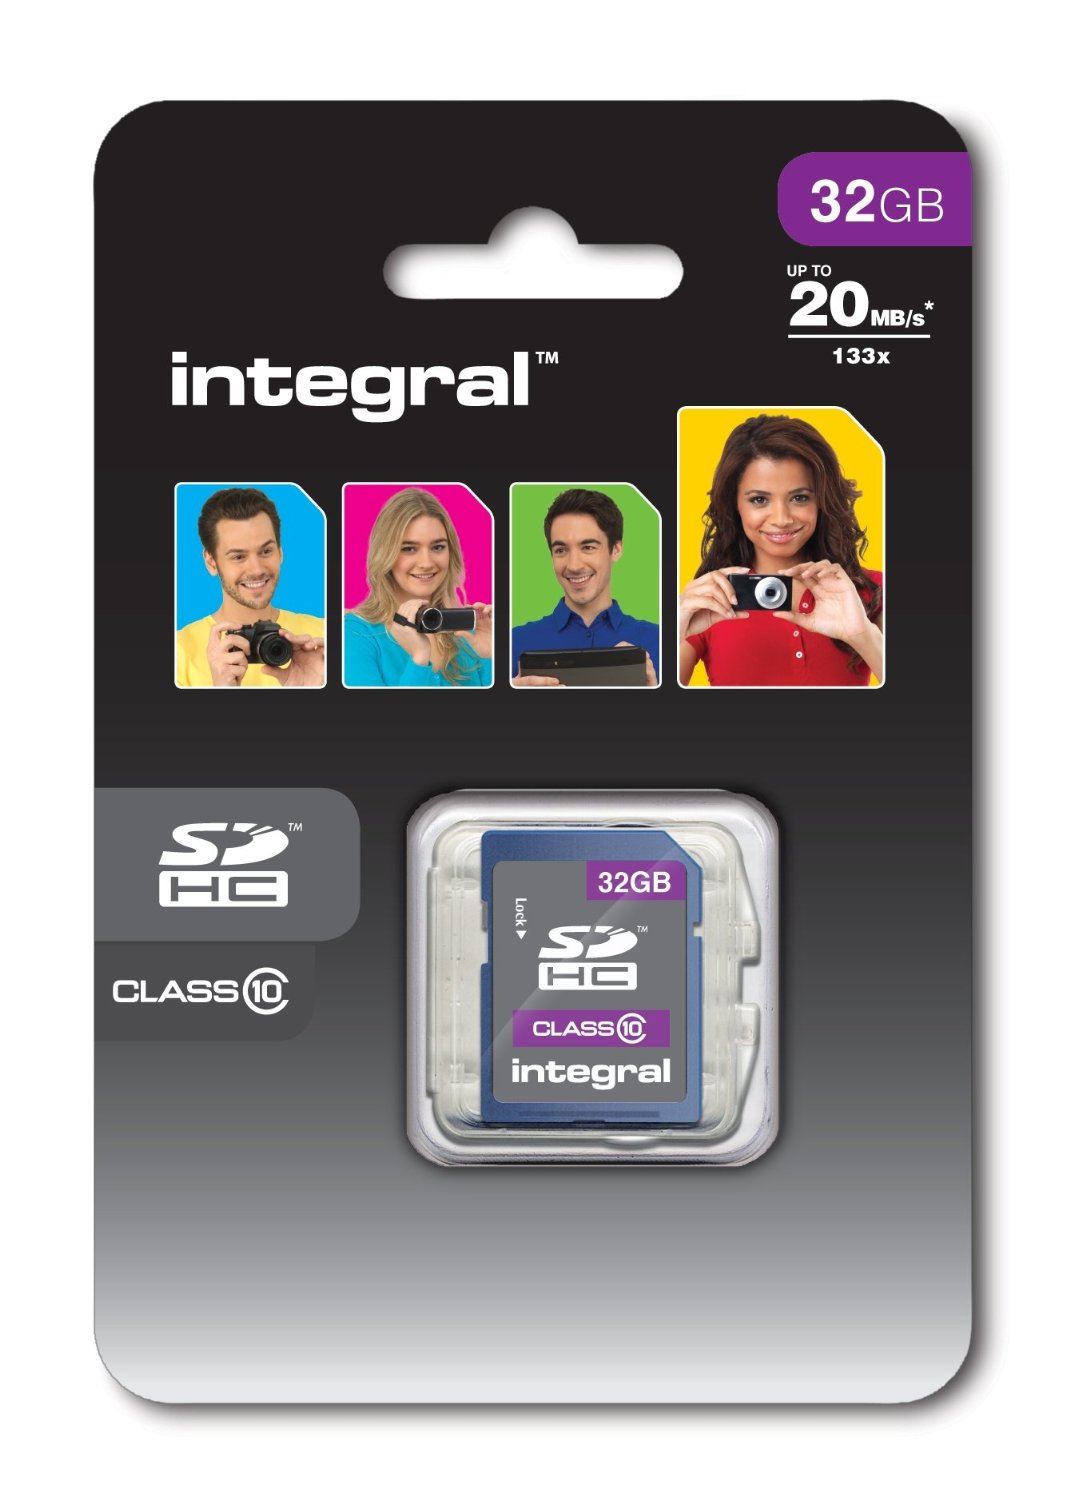 32GB
UP TO
20MB/s*
133x
integral™
SD™
HC
CLASS 10
32GB
Lock ▶
SD™
HC
CLASS 10
integral